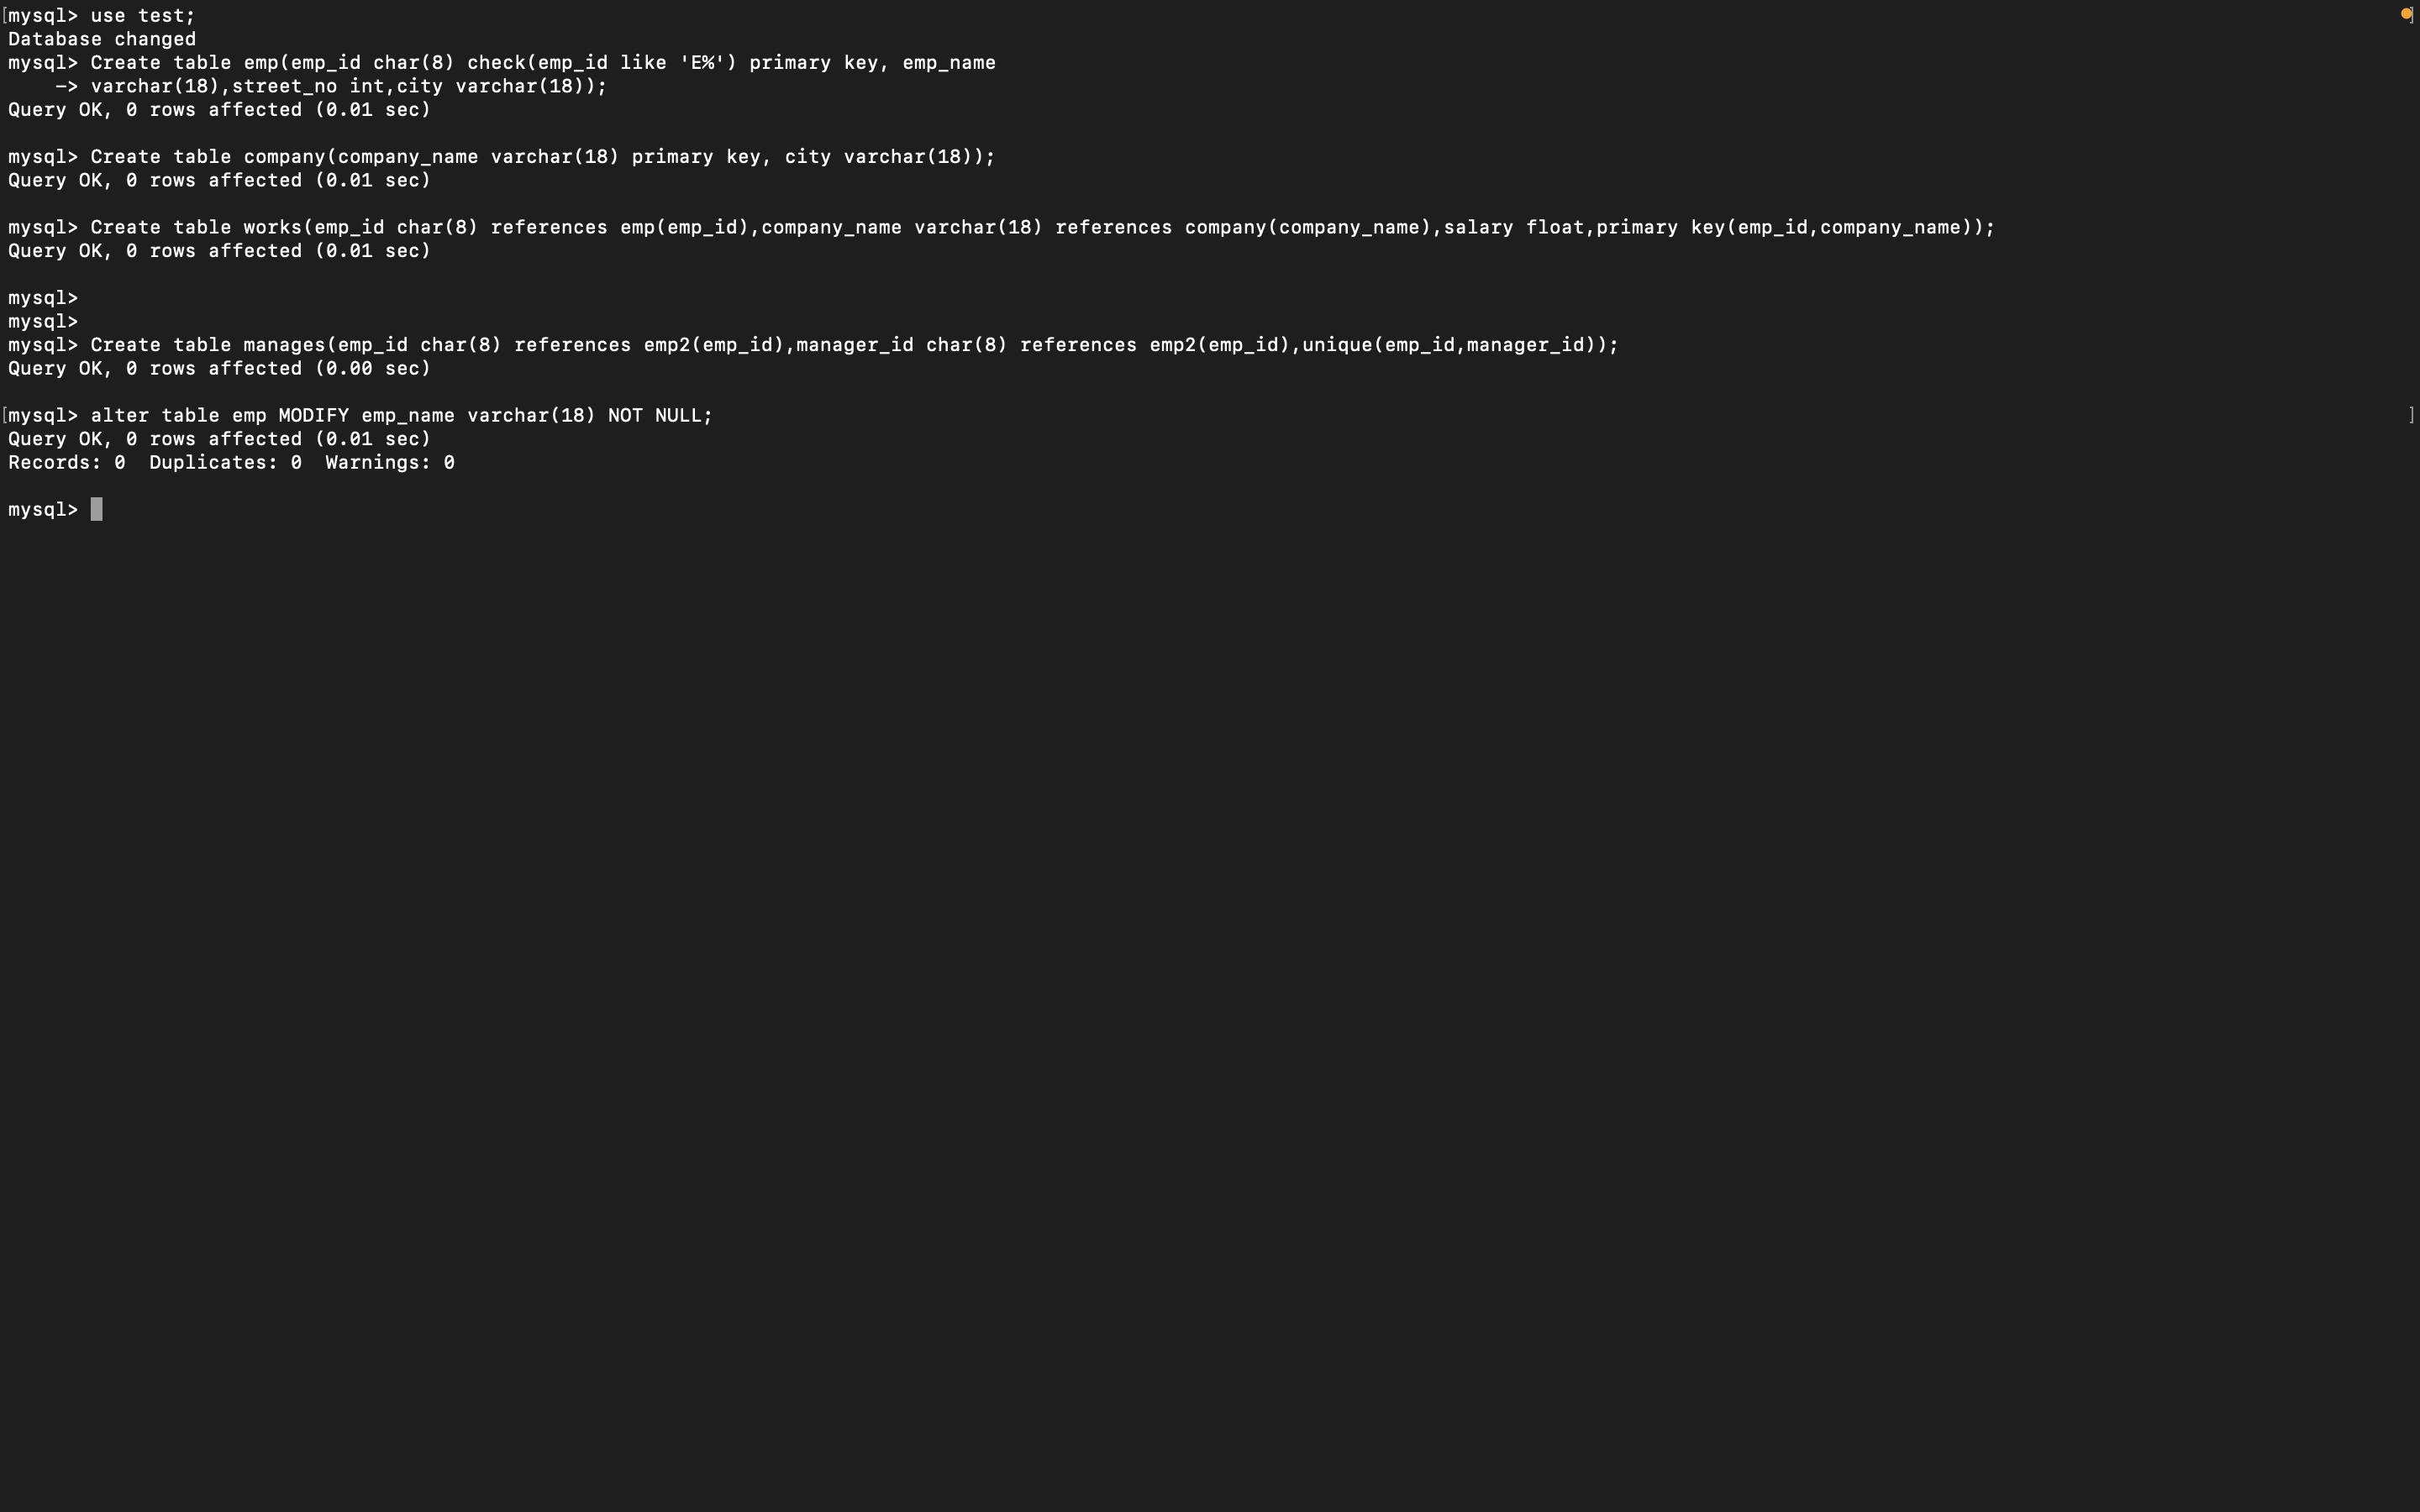 [mysql> use test; ]
Database changed
mysql> Create table emp(emp_id char(8) check(emp_id like 'E%') primary key, emp_name
    -> varchar(18),street_no int,city varchar(18));
Query OK, 0 rows affected (0.01 sec)

mysql> Create table company(company_name varchar(18) primary key, city varchar(18));
Query OK, 0 rows affected (0.01 sec)

mysql> Create table works(emp_id char(8) references emp(emp_id),company_name varchar(18) references company(company_name),salary float,primary key(emp_id,company_name));
Query OK, 0 rows affected (0.01 sec)

mysql>
mysql>
mysql> Create table manages(emp_id char(8) references emp2(emp_id),manager_id char(8) references emp2(emp_id),unique(emp_id,manager_id));
Query OK, 0 rows affected (0.00 sec)

[mysql> alter table emp MODIFY emp_name varchar(18) NOT NULL; ]
Query OK, 0 rows affected (0.01 sec)
Records: 0  Duplicates: 0  Warnings: 0

mysql>